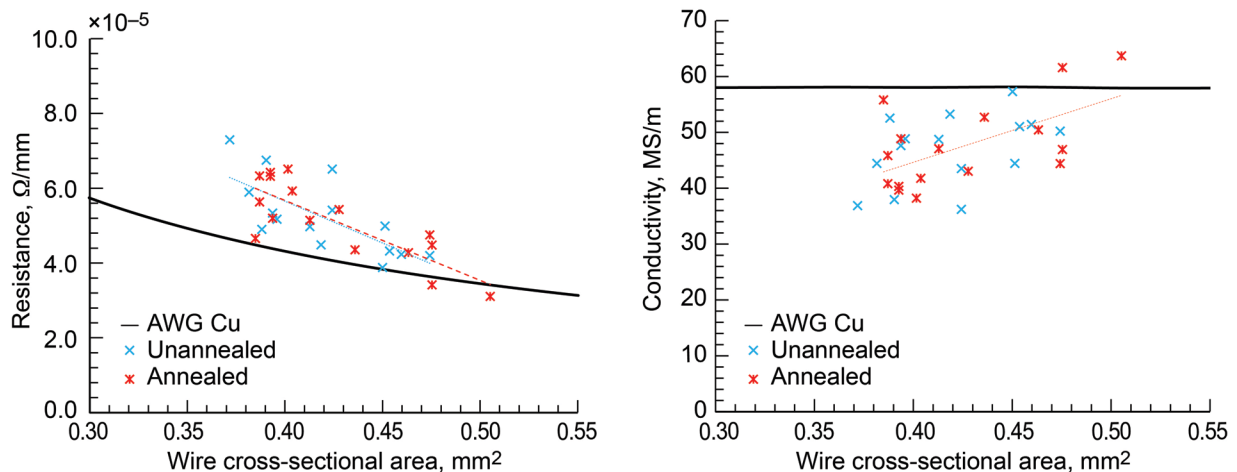 ×10⁻⁵
10.0
8.0
6.0
4.0
2.0
0.0
Resistance, Ω/mm
AWG Cu
Unannealed
Annealed
0.30 0.35 0.40 0.45 0.50 0.55
Wire cross-sectional area, mm²
70
60
50
40
30
20
10
0
Conductivity, MS/m
AWG Cu
Unannealed
Annealed
0.30 0.35 0.40 0.45 0.50 0.55
Wire cross-sectional area, mm²